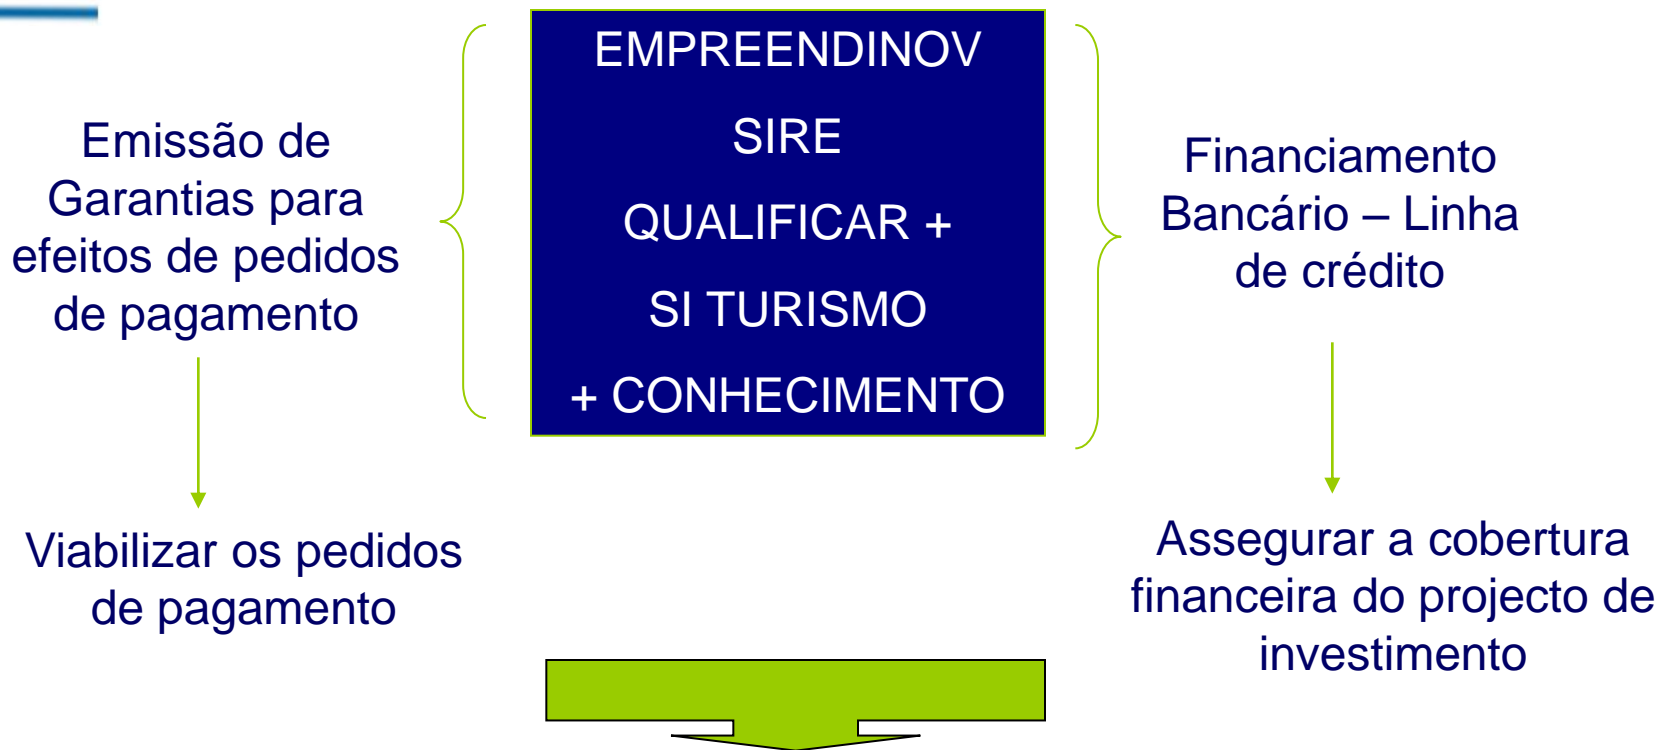 EMPREENDINOV
SIRE
QUALIFICAR +
SI TURISMO
+ CONHECIMENTO
Emissão de
Garantias para
efeitos de pedidos
de pagamento
Viabilizar os pedidos
de pagamento
Financiamento
Bancário – Linha
de crédito
Assegurar a cobertura
financeira do projecto de
investimento